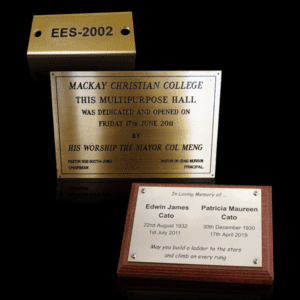 EES-2002
MACKAY CHRISTIAN COLLEGE
THIS MULTIPURPOSE HALL
WAS DEDICATED AND OPENED ON
FRIDAY 17th JUNE 2011
BY
HIS WORSHIP THE MAYOR COL MENG
CHAIRMAN
PRINCIPAL
In Loving Memory of ...
Edwin James
Cato
22nd August 1932
1st July 2011
Patricia Maureen
Cato
30th December 1936
17th April 2019
May you build a ladder to the stars
and climb on every rung